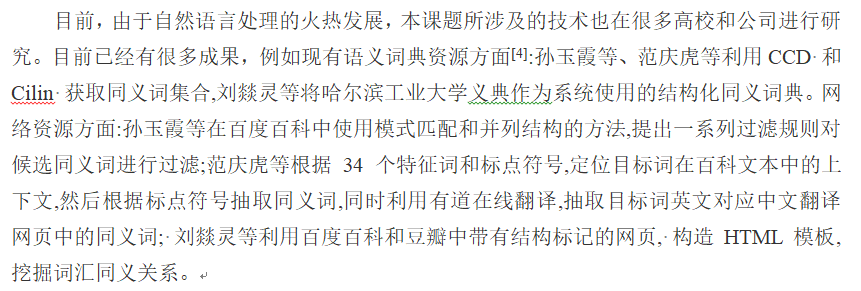 目前，由于自然语言处理的火热发展，本课题所涉及的技术也在很多高校和公司进行研
究。目前已经有很多成果，例如现有语义词典资源方面[4]:孙玉霞等、范庆虎等利用 CCD 和
Cilin 获取同义词集合,刘燚灵等将哈尔滨工业大学义典作为系统使用的结构化同义词典。网
络资源方面:孙玉霞等在百度百科中使用模式匹配和并列结构的方法,提出一系列过滤规则对
候选同义词进行过滤;范庆虎等根据 34 个特征词和标点符号,定位目标词在百科文本中的上
下文,然后根据标点符号抽取同义词,同时利用有道在线翻译,抽取目标词英文对应中文翻译
网页中的同义词; 刘燚灵等利用百度百科和豆瓣中带有结构标记的网页, 构造 HTML 模板,
挖掘词汇同义关系。